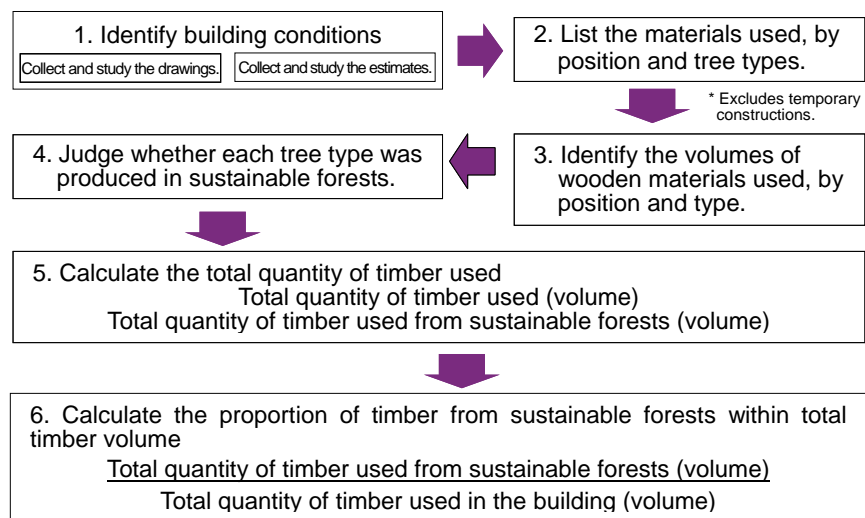 1. Identify building conditions
Collect and study the drawings.
Collect and study the estimates.
2. List the materials used, by
position and tree types.
* Excludes temporary
constructions.
3. Identify the volumes of
wooden materials used, by
position and type.
4. Judge whether each tree type was
produced in sustainable forests.
5. Calculate the total quantity of timber used
Total quantity of timber used (volume)
Total quantity of timber used from sustainable forests (volume)
6. Calculate the proportion of timber from sustainable forests within total
timber volume
Total quantity of timber used from sustainable forests (volume)
Total quantity of timber used in the building (volume)